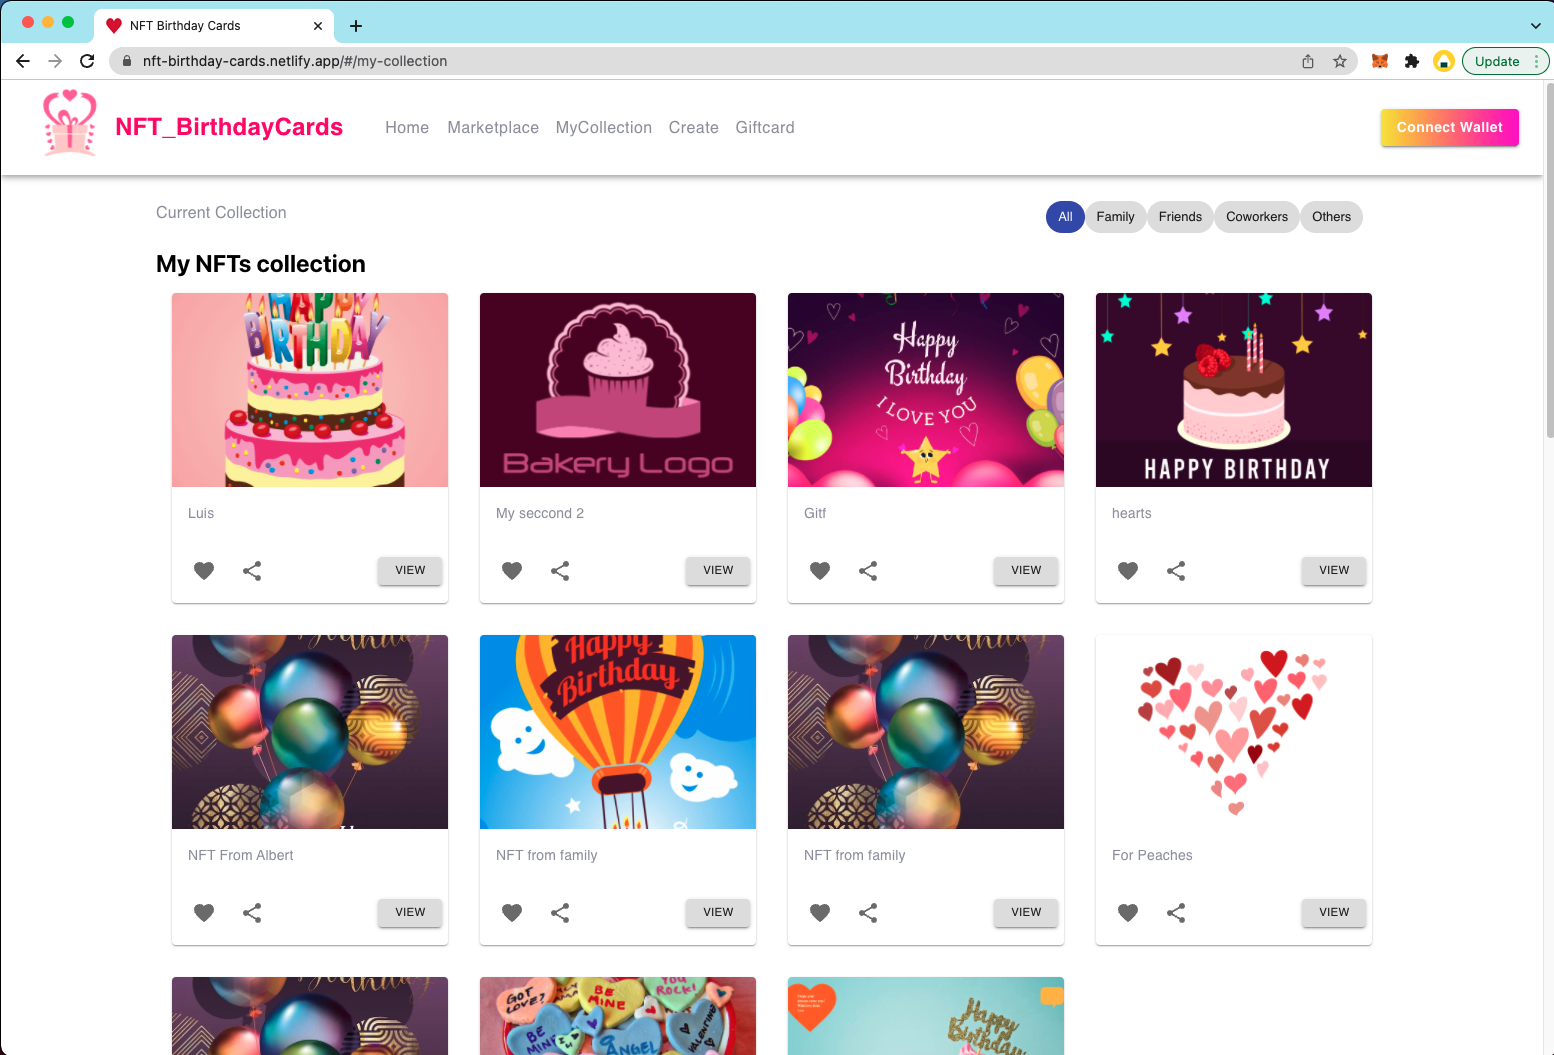 NFT Birthday Cards
nft-birthday-cards.netlify.app/#/my-collection
Update
NFT_BirthdayCards
Home Marketplace MyCollection Create Giftcard
Connect Wallet
Current Collection
All Family Friends Coworkers Others
My NFTs collection
HAPPY
BIRTHDAY
Bakery Logo
Happy
Birthday
I LOVE YOU
HAPPY BIRTHDAY
Luis
My seccond 2
Gitf
hearts
VIEW
VIEW
VIEW
VIEW
Happy
Birthday
NFT From Albert
NFT from family
NFT from family
For Peaches
VIEW
VIEW
VIEW
VIEW
GOT LOVE?
BE MINE
YOU ROCK!
BE MINE
ANGEL
VALENTINE
Happy
Birthday